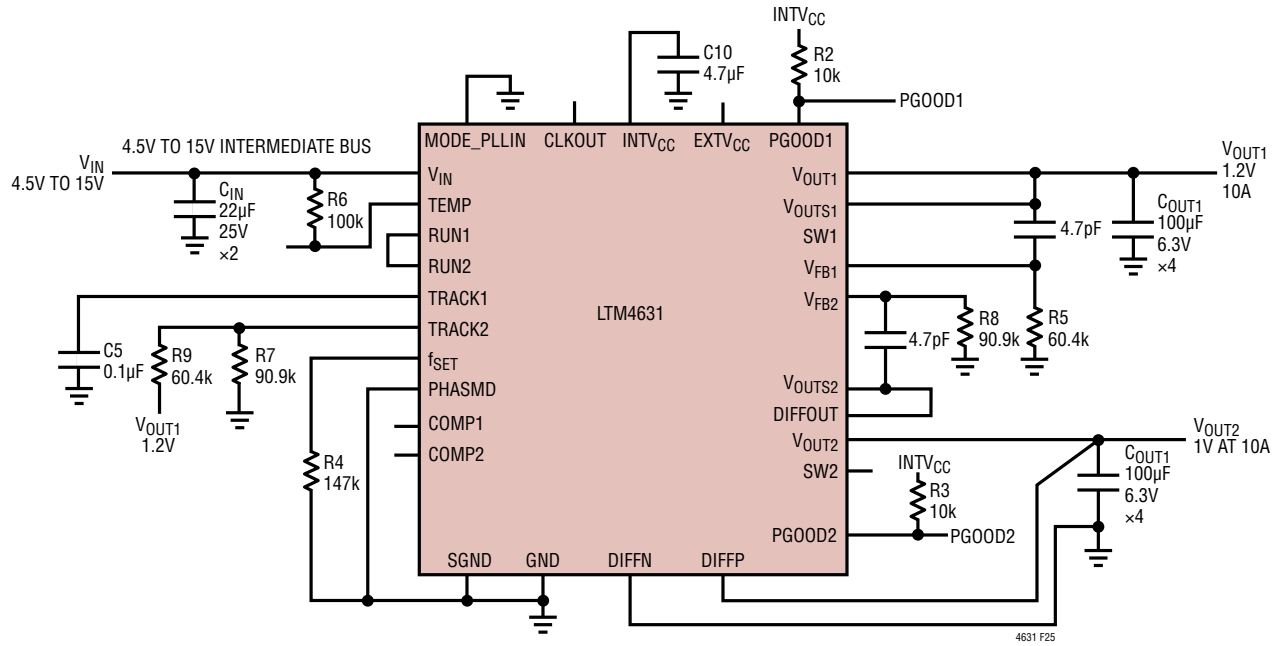 INTVCC
C10
4.7µF
R2
10k
PGOOD1
MODE_PLLIN
CLKOUT
INTVCC
EXTVCC
PGOOD1
4.5V TO 15V INTERMEDIATE BUS
VIN
4.5V TO 15V
CIN
22µF
25V
×2
R6
100k
VIN
TEMP
RUN1
RUN2
TRACK1
TRACK2
fSET
PHASMD
COMP1
COMP2
C5
0.1µF
R9
60.4k
R7
90.9k
VOUT1
1.2V
R4
147k
LTM4631
VOUT1
VOUTS1
SW1
VFB1
VFB2
VOUTS2
DIFFOUT
VOUT2
SW2
PGOOD2
VOUT1
1.2V
10A
4.7pF
COUT1
100µF
6.3V
×4
4.7pF
R8
90.9k
R5
60.4k
VOUT2
1V AT 10A
COUT1
100µF
6.3V
×4
INTVCC
R3
10k
PGOOD2
SGND
GND
DIFFN
DIFFP
4631 F25